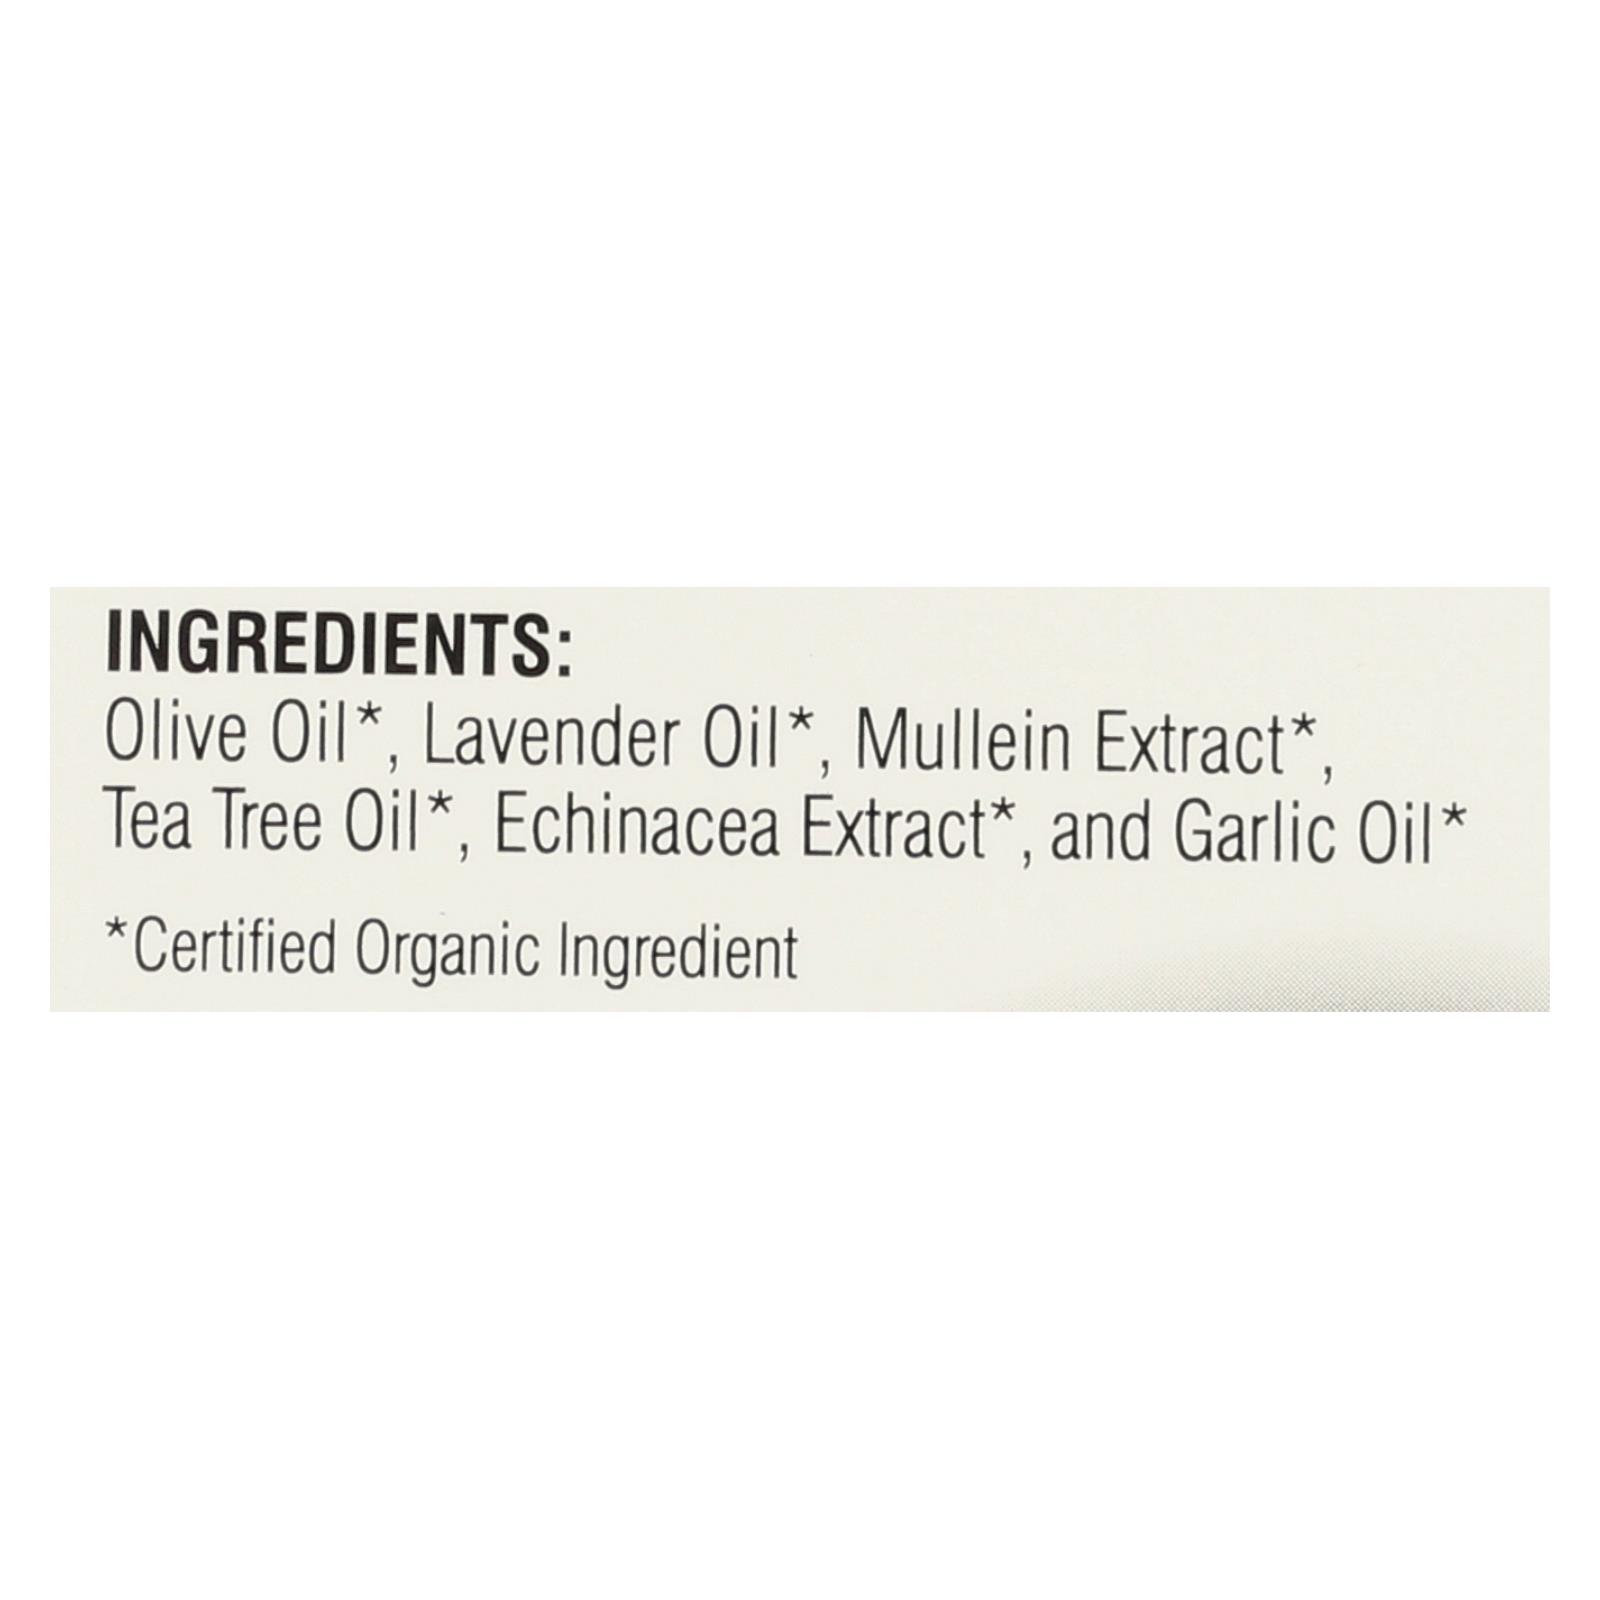 INGREDIENTS:
Olive Oil*, Lavender Oil*, Mullein Extract*,
Tea Tree Oil*, Echinacea Extract*, and Garlic Oil*
*Certified Organic Ingredient